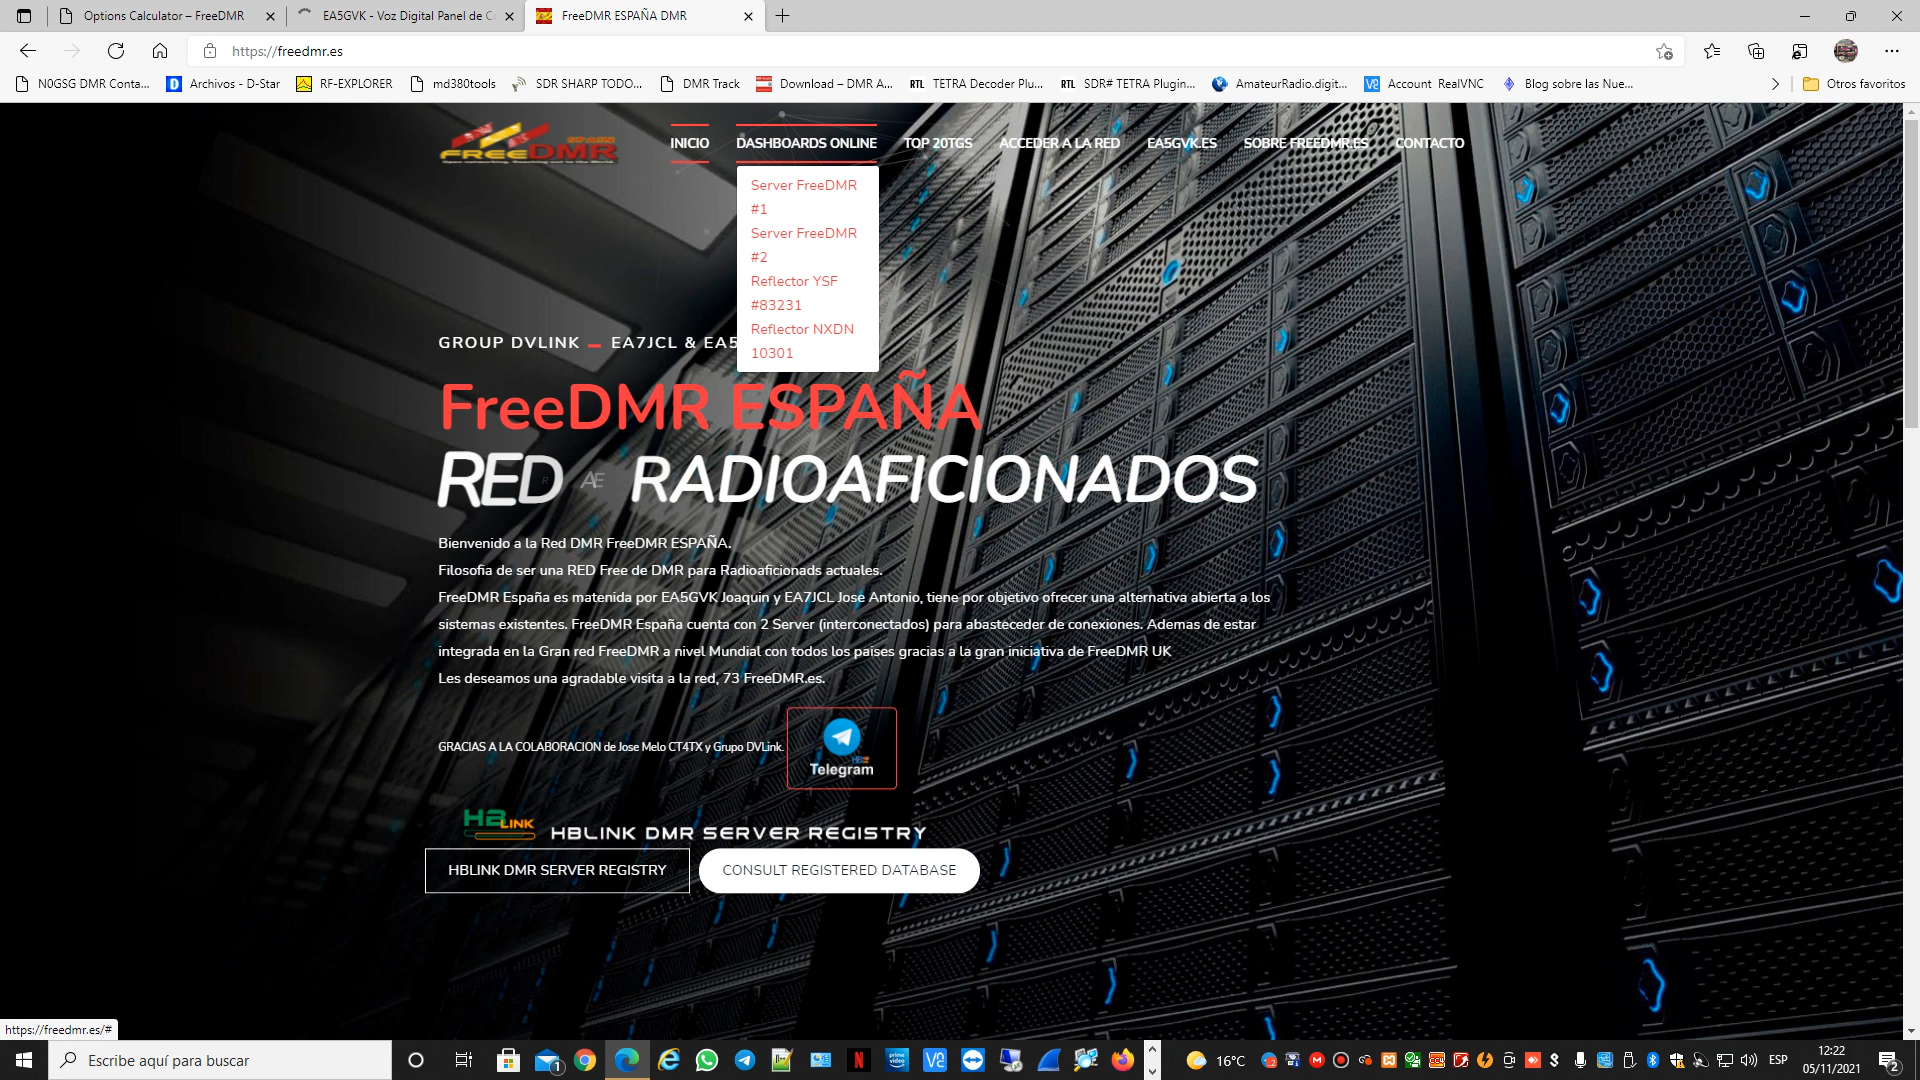 Options Calculator – FreeDMR
EA5GVK - Voz Digital Panel de C
FreeDMR ESPAÑA DMR
https://freedmr.es
N0GSG DMR Conta...
Archivos - D-Star
RF-EXPLORER
md380tools
SDR SHARP TODO...
DMR Track
Download – DMR A...
RTL TETRA Decoder Plu...
RTL SDR# TETRA Plugin...
AmateurRadio.digit...
Account RealVNC
Blog sobre las Nue...
Otros favoritos
ESPAÑA
FREEDMR
INICIO
DASHBOARDS ONLINE
TOP 20TGS
ACCEDER A LA RED
EA5GVK.ES
SOBRE FREEDMR.ES
CONTACTO
Server FreeDMR
#1
Server FreeDMR
#2
Reflector YSF
#83231
Reflector NXDN
10301
GROUP DVLINK _ EA7JCL & EA5
FreeDMR ESPAÑA
RED RADIOAFICIONADOS
Bienvenido a la Red DMR FreeDMR ESPAÑA.
Filosofia de ser una RED Free de DMR para Radioaficionads actuales.
FreeDMR España es matenida por EA5GVK Joaquin y EA7JCL Jose Antonio, tiene por objetivo ofrecer una alternativa abierta a los
sistemas existentes. FreeDMR España cuenta con 2 Server (interconectados) para abasteceder de conexiones. Ademas de estar
integrada en la Gran red FreeDMR a nivel Mundial con todos los paises gracias a la gran iniciativa de FreeDMR UK
Les deseamos una agradable visita a la red, 73 FreeDMR.es.
GRACIAS A LA COLABORACION de Jose Melo CT4TX y Grupo DVLink.
Telegram
HBLINK
HBLINK DMR SERVER REGISTRY
HBLINK DMR SERVER REGISTRY
CONSULT REGISTERED DATABASE
https://freedmr.es/#
Escribe aquí para buscar
16°C
ESP
12:22
05/11/2021
2